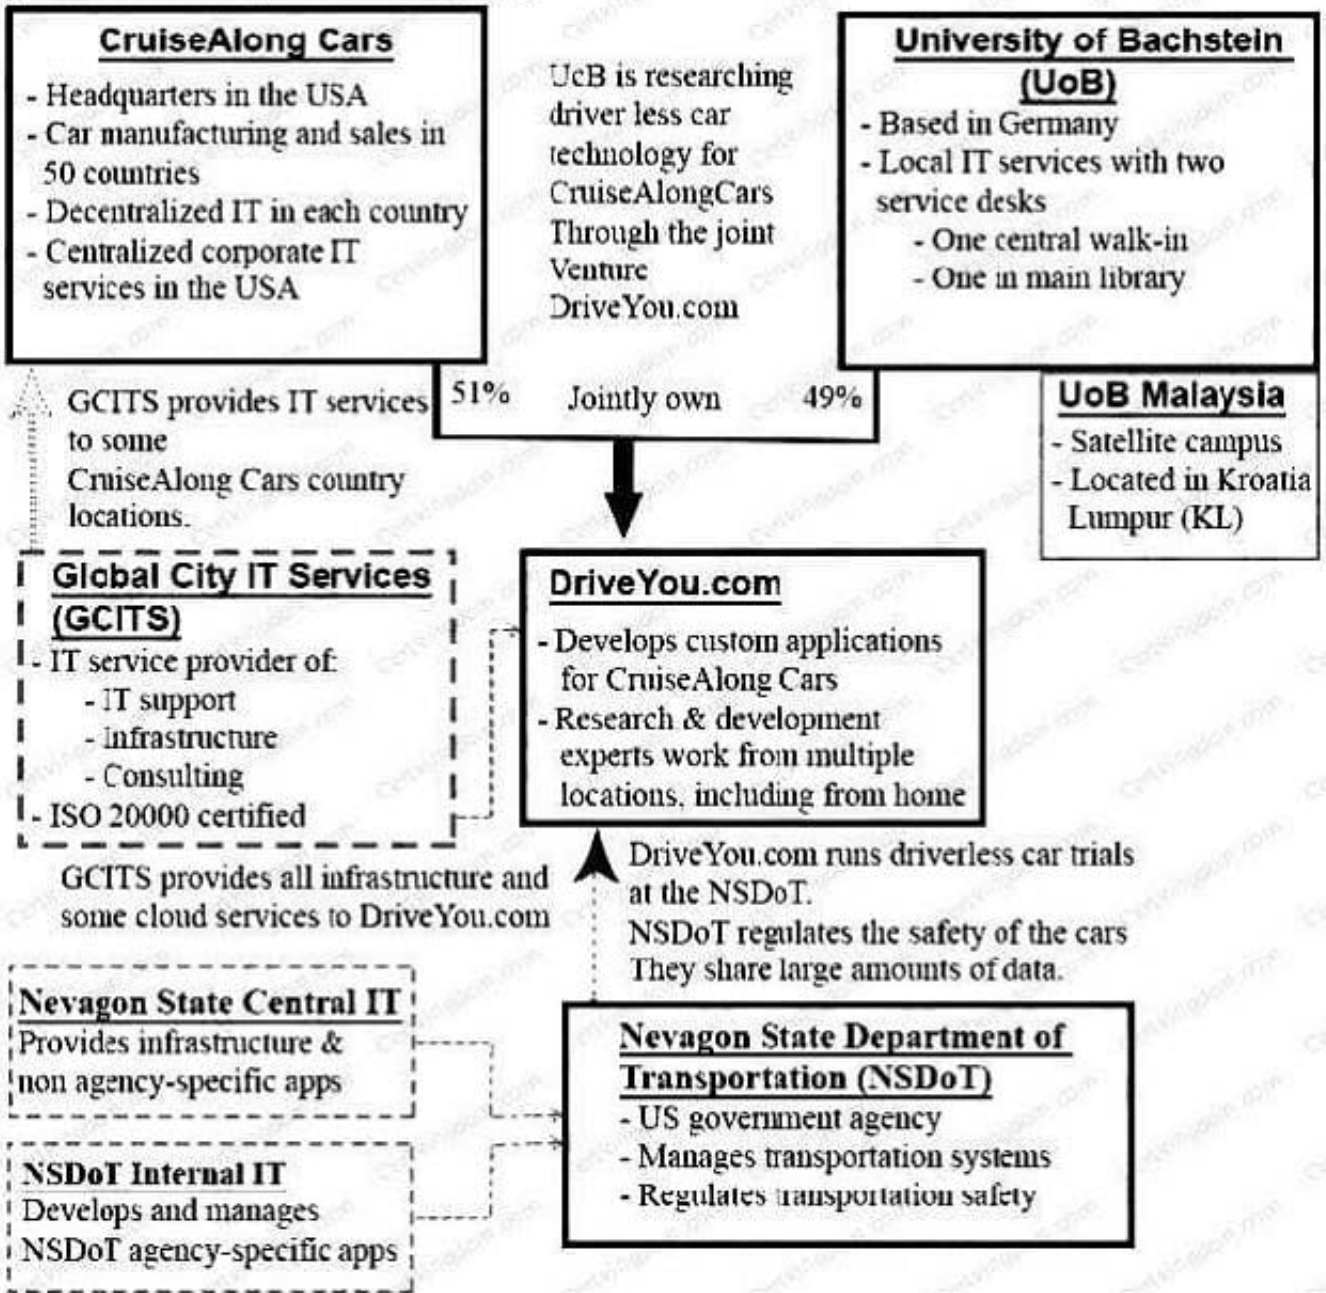 CruiseAlong Cars
- Headquarters in the USA
- Car manufacturing and sales in
50 countries
- Decentralized IT in each country
- Centralized corporate IT
services in the USA
UcB is researching
driver less car
technology for
CruiseAlongCars
Through the joint
Venture
DriveYou.com
University of Bachstein
(UoB)
- Based in Germany
- Local IT services with two
service desks
- One central walk-in
- One in main library
51% Jointly own 49%
UoB Malaysia
- Satellite campus
- Located in Kroatia
Lumpur (KL)
GCITS provides IT services
to some
CruiseAlong Cars country
locations.
Global City IT Services
(GCITS)
- IT service provider of:
- IT support
- Infrastructure
- Consulting
- ISO 20000 certified
DriveYou.com
- Develops custom applications
for CruiseAlong Cars
- Research & development
experts work from multiple
locations, including from home
GCITS provides all infrastructure and
some cloud services to DriveYou.com
DriveYou.com runs driverless car trials
at the NSDoT.
NSDoT regulates the safety of the cars
They share large amounts of data.
Nevagon State Central IT
Provides infrastructure &
non agency-specific apps
NSDoT Internal IT
Develops and manages
NSDoT agency-specific apps
Nevagon State Department of
Transportation (NSDoT)
- US government agency
- Manages transportation systems
- Regulates transportation safety